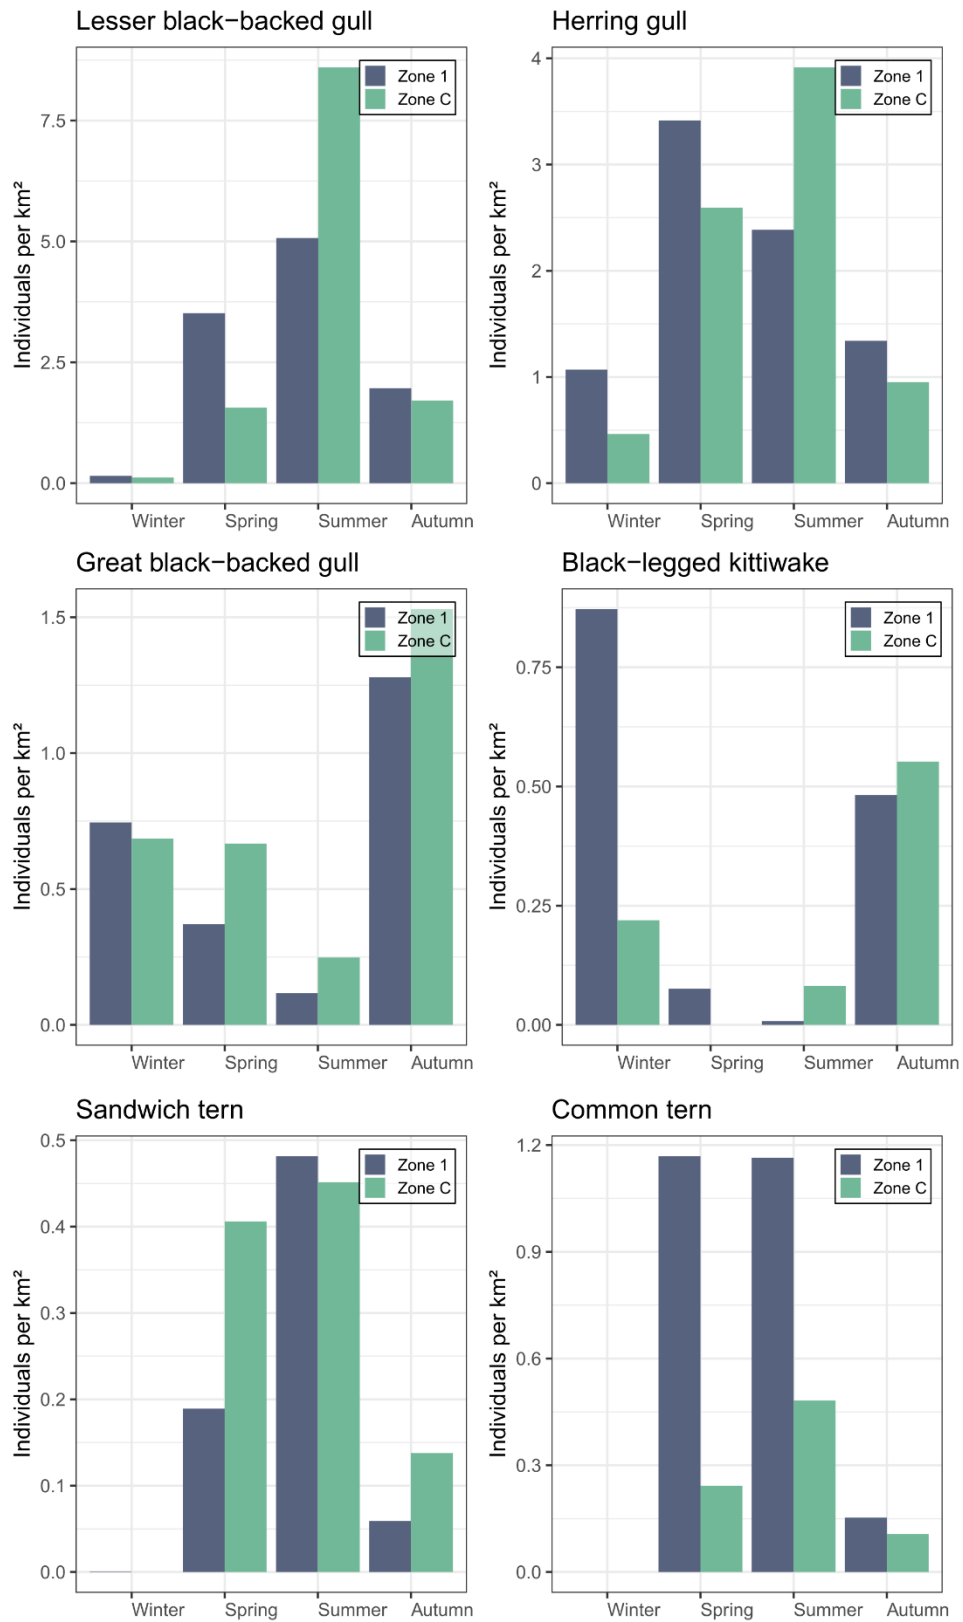 Lesser black−backed gull
Zone 1
Zone C
Individuals per km²
7.5
5.0
2.5
0.0
Winter Spring Summer Autumn
Herring gull
Zone 1
Zone C
Individuals per km²
4
3
2
1
0
Winter Spring Summer Autumn
Great black−backed gull
Zone 1
Zone C
Individuals per km²
1.5
1.0
0.5
0.0
Winter Spring Summer Autumn
Black−legged kittiwake
Zone 1
Zone C
Individuals per km²
0.75
0.50
0.25
0.00
Winter Spring Summer Autumn
Sandwich tern
Zone 1
Zone C
Individuals per km²
0.5
0.4
0.3
0.2
0.1
0.0
Winter Spring Summer Autumn
Common tern
Zone 1
Zone C
Individuals per km²
1.2
0.9
0.6
0.3
0.0
Winter Spring Summer Autumn